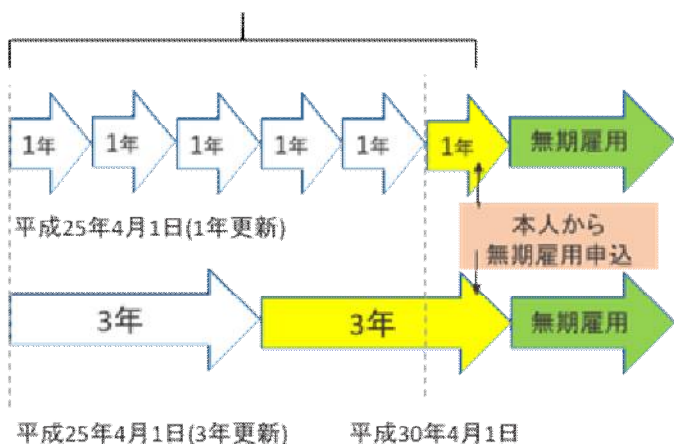 1年 1年 1年 1年 1年 1年 無期雇用
平成25年4月1日(1年更新)
本人から
無期雇用申込
3年 3年 無期雇用
平成25年4月1日(3年更新) 平成30年4月1日